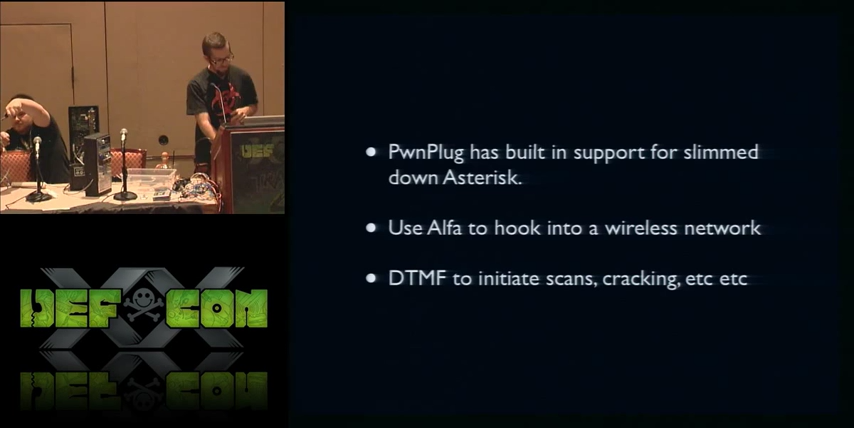 PwnPlug has built in support for slimmed
down Asterisk.
Use Alfa to hook into a wireless network
DTMF to initiate scans, cracking, etc etc
DEF CON
XX